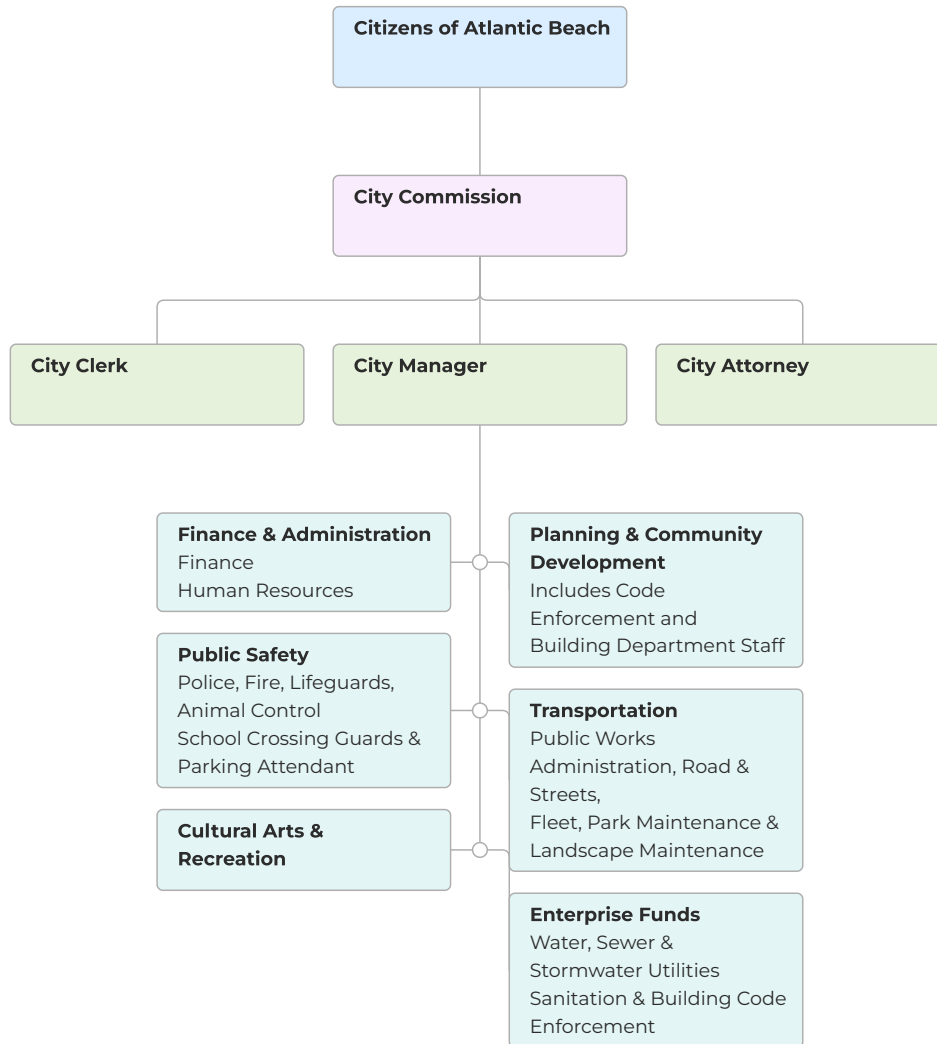 Citizens of Atlantic Beach
City Commission
City Clerk
City Manager
City Attorney
Finance & Administration
Finance
Human Resources
Planning & Community
Development
Includes Code
Enforcement and
Building Department Staff
Public Safety
Police, Fire, Lifeguards,
Animal Control
School Crossing Guards &
Parking Attendant
Transportation
Public Works
Administration, Road &
Streets,
Fleet, Park Maintenance &
Landscape Maintenance
Cultural Arts &
Recreation
Enterprise Funds
Water, Sewer &
Stormwater Utilities
Sanitation & Building Code
Enforcement